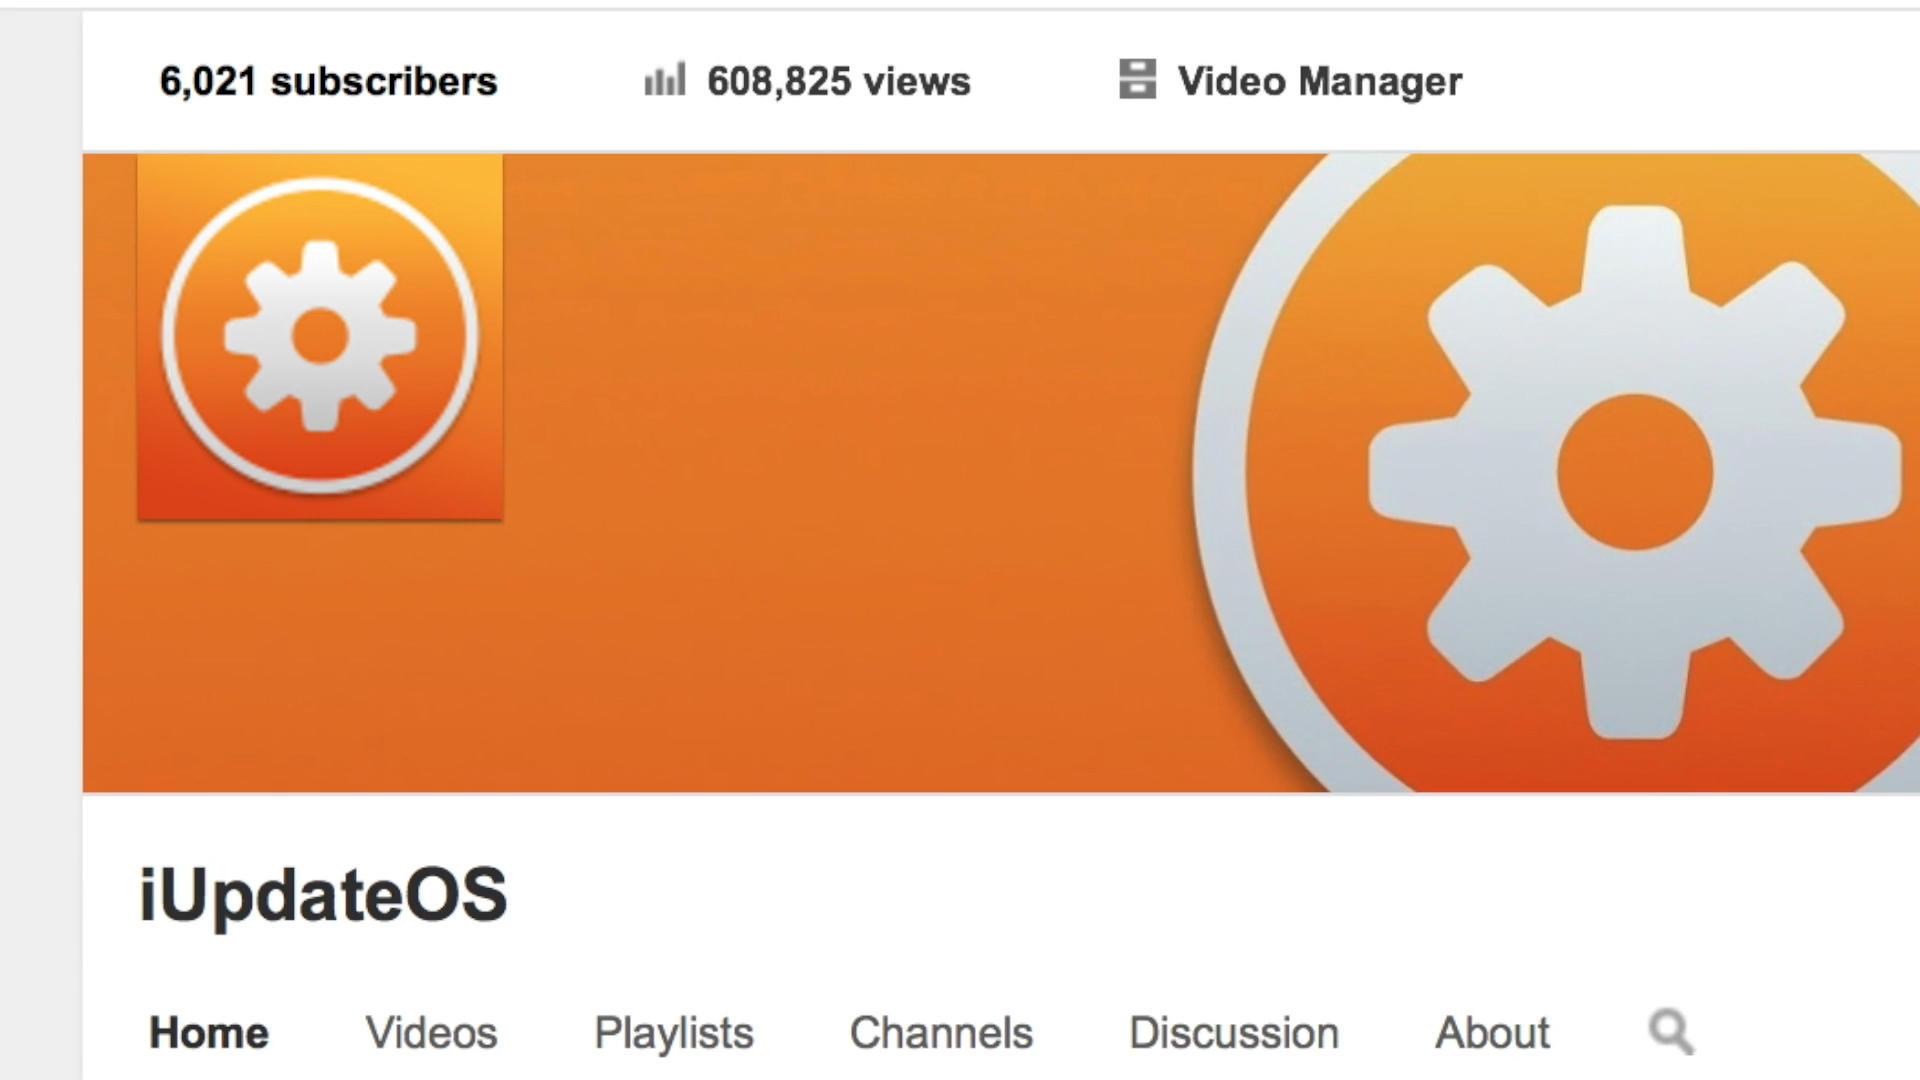 6,021 subscribers 608,825 views Video Manager
iUpdateOS
Home Videos Playlists Channels Discussion About